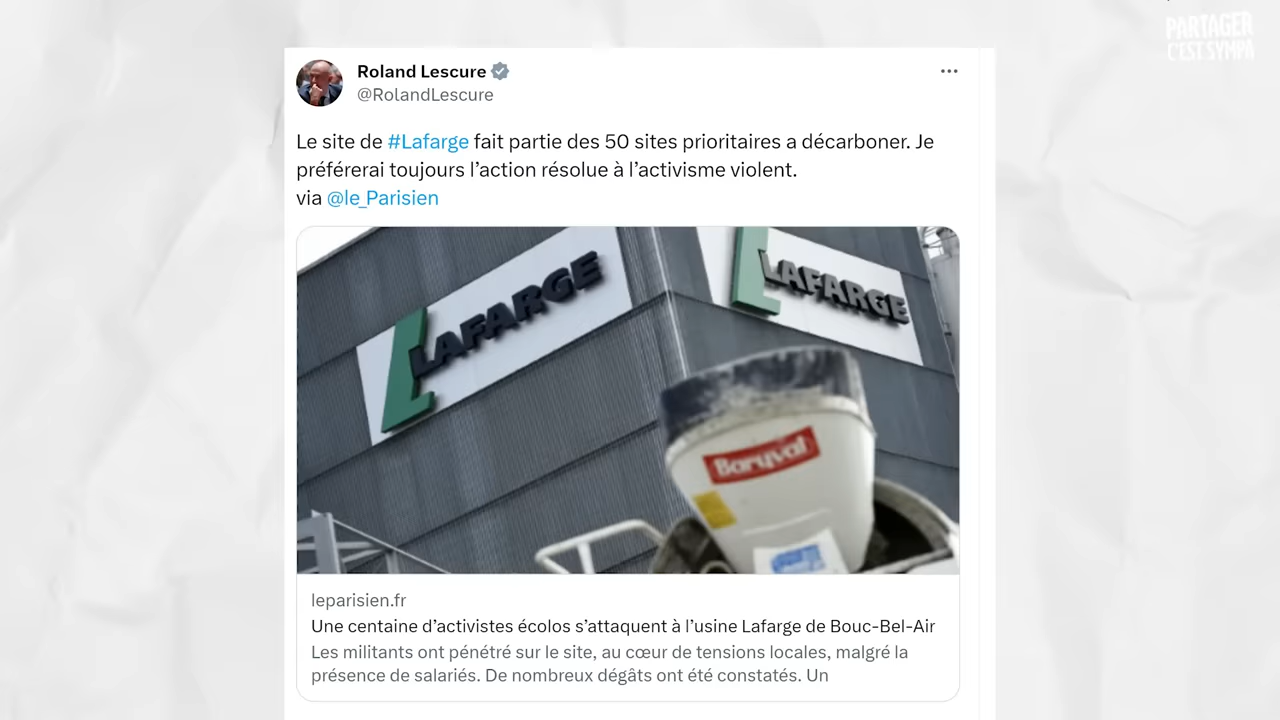 PARTAGER
C'EST SYMPA
Roland Lescure
@RolandLescure
Le site de #Lafarge fait partie des 50 sites prioritaires a décarboner. Je
préférerai toujours l’action résolue à l’activisme violent.
via @le_Parisien
LAFARGE
LAFARGE
Baryval
leparisien.fr
Une centaine d’activistes écolos s’attaquent à l’usine Lafarge de Bouc-Bel-Air
Les militants ont pénétré sur le site, au cœur de tensions locales, malgré la
présence de salariés. De nombreux dégâts ont été constatés. Un